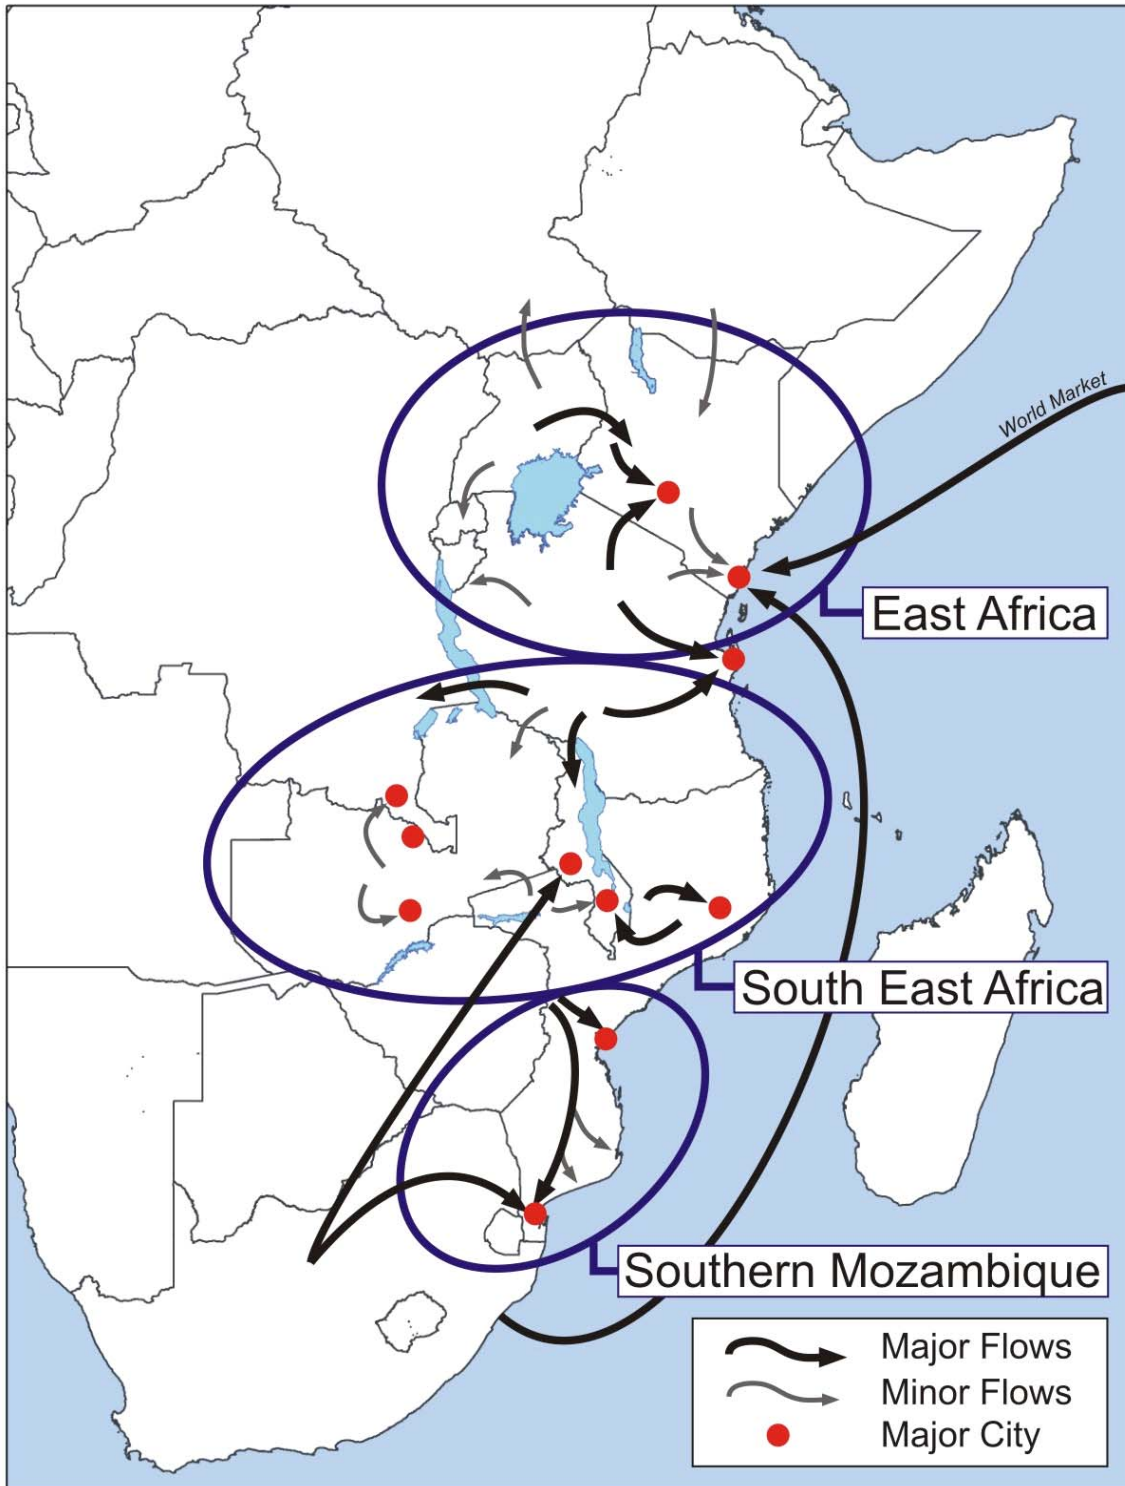 World Market
East Africa
South East Africa
Southern Mozambique
Major Flows
Minor Flows
Major City